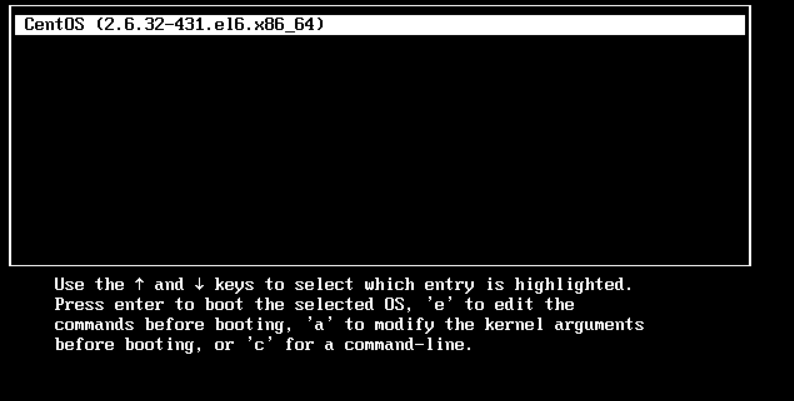 CentOS (2.6.32-431.el6.x86_64)
Use the ↑ and ↓ keys to select which entry is highlighted.
Press enter to boot the selected OS, 'e' to edit the
commands before booting, 'a' to modify the kernel arguments
before booting, or 'c' for a command-line.